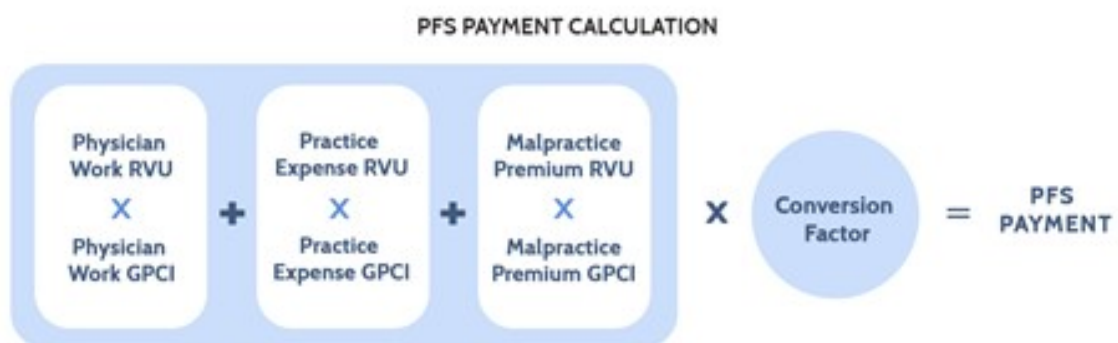 PFS PAYMENT CALCULATION
Physician
Work RVU
X
Physician
Work GPCI
+
Practice
Expense RVU
X
Practice
Expense GPCI
+
Malpractice
Premium RVU
X
Malpractice
Premium GPCI
X
Conversion
Factor
=
PFS
PAYMENT